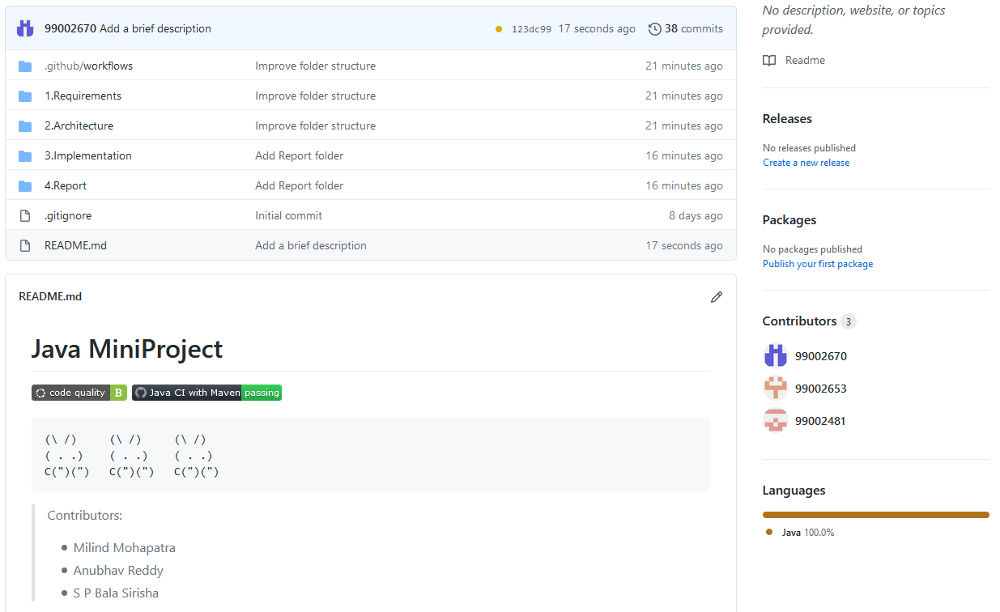 99002670 Add a brief description 123dc99 17 seconds ago 38 commits
.github/workflows Improve folder structure 21 minutes ago
1.Requirements Improve folder structure 21 minutes ago
2.Architecture Improve folder structure 21 minutes ago
3.Implementation Add Report folder 16 minutes ago
4.Report Add Report folder 16 minutes ago
.gitignore Initial commit 8 days ago
README.md Add a brief description 17 seconds ago
README.md
Java MiniProject
code quality B Java CI with Maven passing
(\ /)     (\ /)     (\ /)
( . .)    ( . .)    ( . .)
C(")(")   C(")(")   C(")(")
Contributors:
Milind Mohapatra
Anubhav Reddy
S P Bala Sirisha
No description, website, or topics
provided.
Readme
Releases
No releases published
Create a new release
Packages
No packages published
Publish your first package
Contributors 3
99002670
99002653
99002481
Languages
Java 100.0%